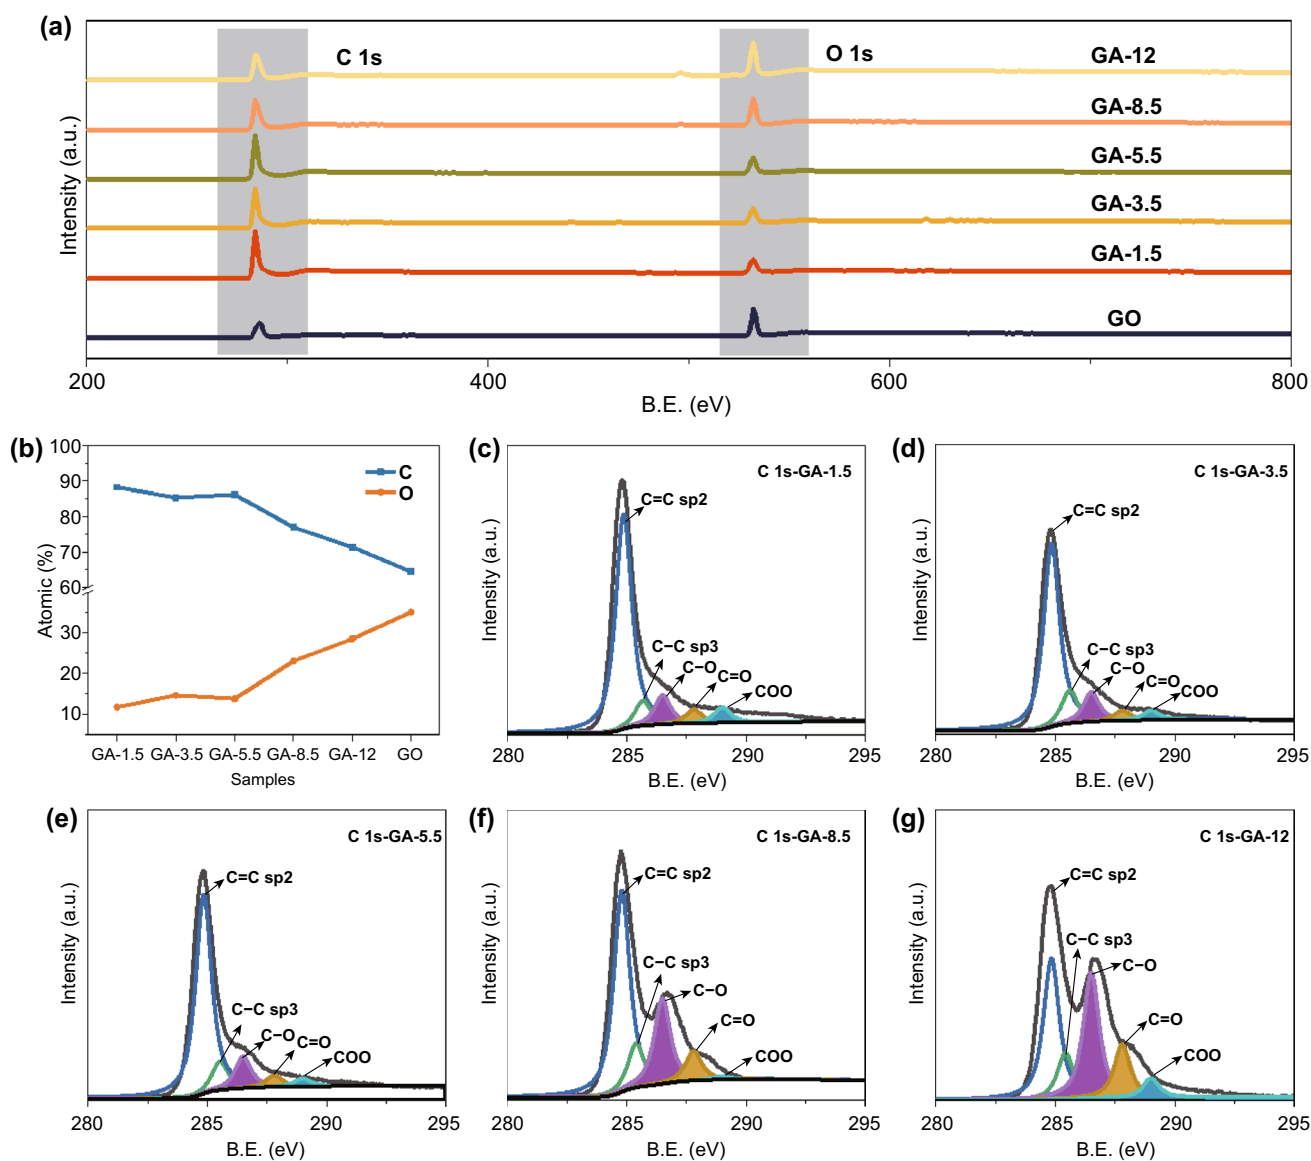 (a)
Intensity (a.u.)
C 1s
O 1s
GA-12
GA-8.5
GA-5.5
GA-3.5
GA-1.5
GO
200
400
600
800
B.E. (eV)
(b)
Atomic (%)
100
90
80
70
60
30
20
10
C
O
GA-1.5 GA-3.5 GA-5.5 GA-8.5 GA-12 GO
Samples
(c)
Intensity (a.u.)
C 1s-GA-1.5
C=C sp2
C−C sp3
C−O
C=O
COO
280 285 290 295
B.E. (eV)
(d)
Intensity (a.u.)
C 1s-GA-3.5
C=C sp2
C−C sp3
C−O
C=O
COO
280 285 290 295
B.E. (eV)
(e)
Intensity (a.u.)
C 1s-GA-5.5
C=C sp2
C−C sp3
C−O
C=O
COO
280 285 290 295
B.E. (eV)
(f)
Intensity (a.u.)
C 1s-GA-8.5
C=C sp2
C−C sp3
C−O
C=O
COO
280 285 290 295
B.E. (eV)
(g)
Intensity (a.u.)
C 1s-GA-12
C=C sp2
C−C sp3
C−O
C=O
COO
280 285 290 295
B.E. (eV)